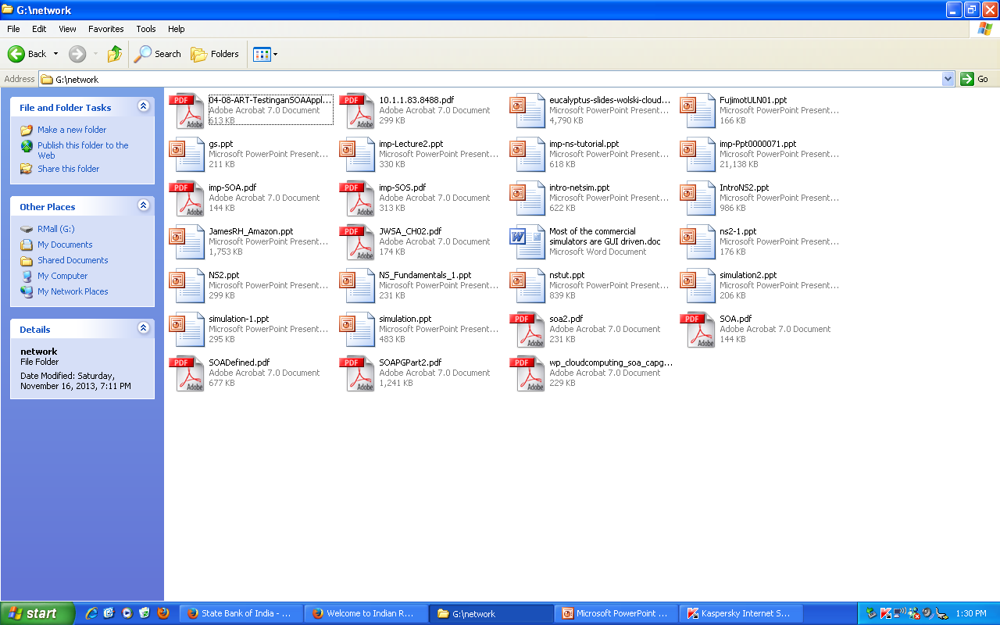 G:\network
File Edit View Favorites Tools Help
Back Search Folders
Address G:\network Go
File and Folder Tasks
Make a new folder
Publish this folder to the
Web
Share this folder
Other Places
RMall (G:)
My Documents
Shared Documents
My Computer
My Network Places
Details
network
File Folder
Date Modified: Saturday,
November 16, 2013, 7:11 PM
04-08-ART-TestinganSOAAppl...
Adobe Acrobat 7.0 Document
613 KB
10.1.1.83.8488.pdf
Adobe Acrobat 7.0 Document
299 KB
eucalyptus-slides-wolski-cloud...
Microsoft PowerPoint Present...
4,790 KB
FujimotULN01.ppt
Microsoft PowerPoint Present...
166 KB
gs.ppt
Microsoft PowerPoint Present...
211 KB
imp-Lecture2.ppt
Microsoft PowerPoint Present...
330 KB
imp-ns-tutorial.ppt
Microsoft PowerPoint Present...
618 KB
imp-Ppt0000071.ppt
Microsoft PowerPoint Present...
21,138 KB
imp-SOA.pdf
Adobe Acrobat 7.0 Document
144 KB
imp-SOS.pdf
Adobe Acrobat 7.0 Document
313 KB
intro-netsim.ppt
Microsoft PowerPoint Present...
622 KB
IntroNS2.ppt
Microsoft PowerPoint Present...
986 KB
JamesRH_Amazon.ppt
Microsoft PowerPoint Present...
1,753 KB
JWSA_CH02.pdf
Adobe Acrobat 7.0 Document
174 KB
Most of the commercial
simulators are GUI driven.doc
Microsoft Word Document
ns2-1.ppt
Microsoft PowerPoint Present...
176 KB
NS2.ppt
Microsoft PowerPoint Present...
299 KB
NS_Fundamentals_1.ppt
Microsoft PowerPoint Present...
231 KB
nstut.ppt
Microsoft PowerPoint Present...
839 KB
simulation2.ppt
Microsoft PowerPoint Present...
206 KB
simulation-1.ppt
Microsoft PowerPoint Present...
295 KB
simulation.ppt
Microsoft PowerPoint Present...
483 KB
soa2.pdf
Adobe Acrobat 7.0 Document
231 KB
SOA.pdf
Adobe Acrobat 7.0 Document
144 KB
SOADefined.pdf
Adobe Acrobat 7.0 Document
677 KB
SOAPGPart2.pdf
Adobe Acrobat 7.0 Document
1,241 KB
wp_cloudcomputing_soa_capg...
Adobe Acrobat 7.0 Document
229 KB
start State Bank of India - ... Welcome to Indian R... G:\network Microsoft PowerPoint ... Kaspersky Internet S... 1:30 PM